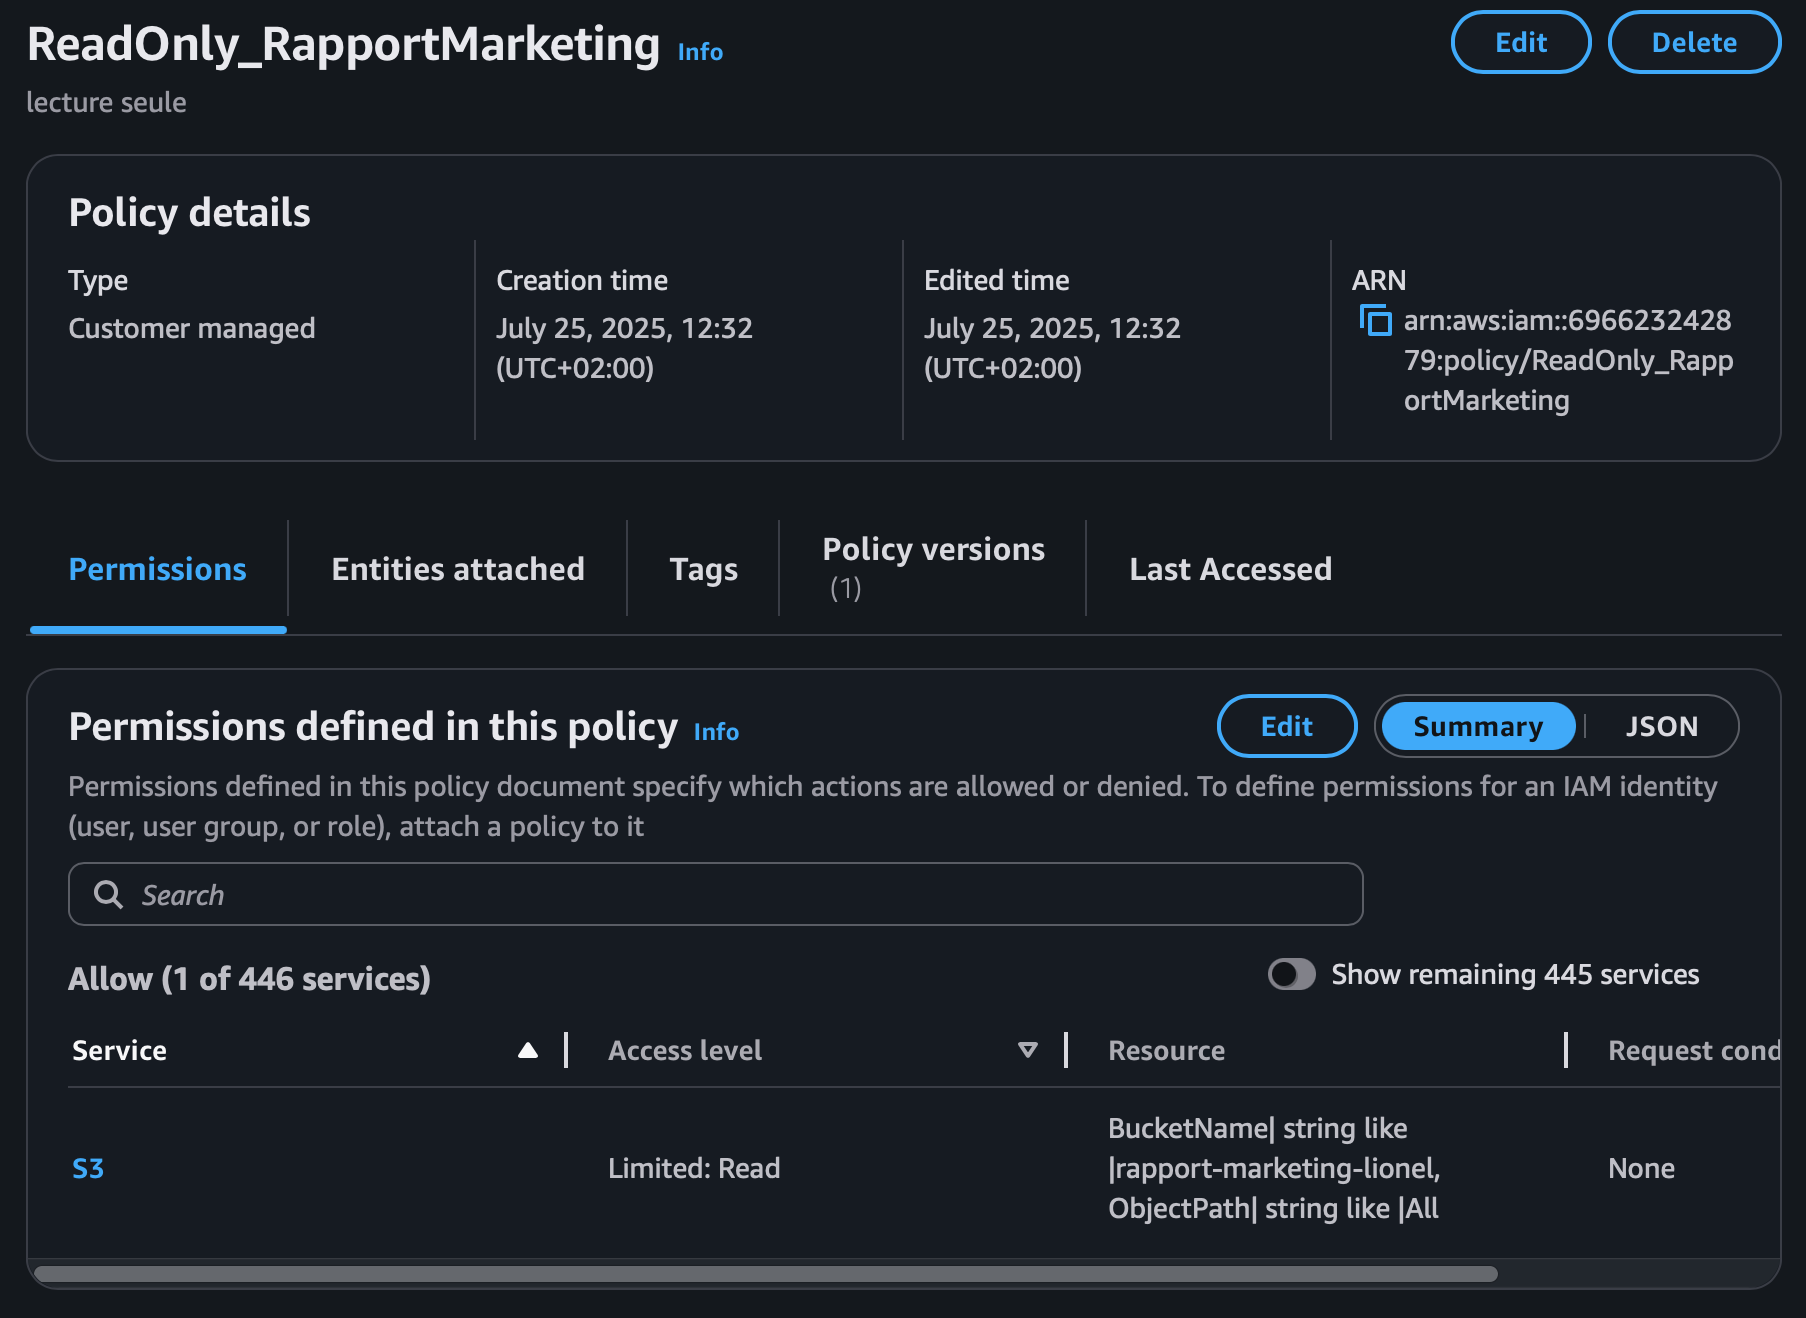 ReadOnly_RapportMarketing Info
Edit
Delete
lecture seule
Policy details
Type
Customer managed
Creation time
July 25, 2025, 12:32
(UTC+02:00)
Edited time
July 25, 2025, 12:32
(UTC+02:00)
ARN
arn:aws:iam::6966232428
79:policy/ReadOnly_Rapp
ortMarketing
Permissions
Entities attached
Tags
Policy versions
(1)
Last Accessed
Permissions defined in this policy Info
Edit
Summary
JSON
Permissions defined in this policy document specify which actions are allowed or denied. To define permissions for an IAM identity
(user, user group, or role), attach a policy to it
Search
Allow (1 of 446 services)
Show remaining 445 services
Service
Access level
Resource
Request cond
S3
Limited: Read
BucketName| string like
|rapport-marketing-lionel,
ObjectPath| string like |All
None